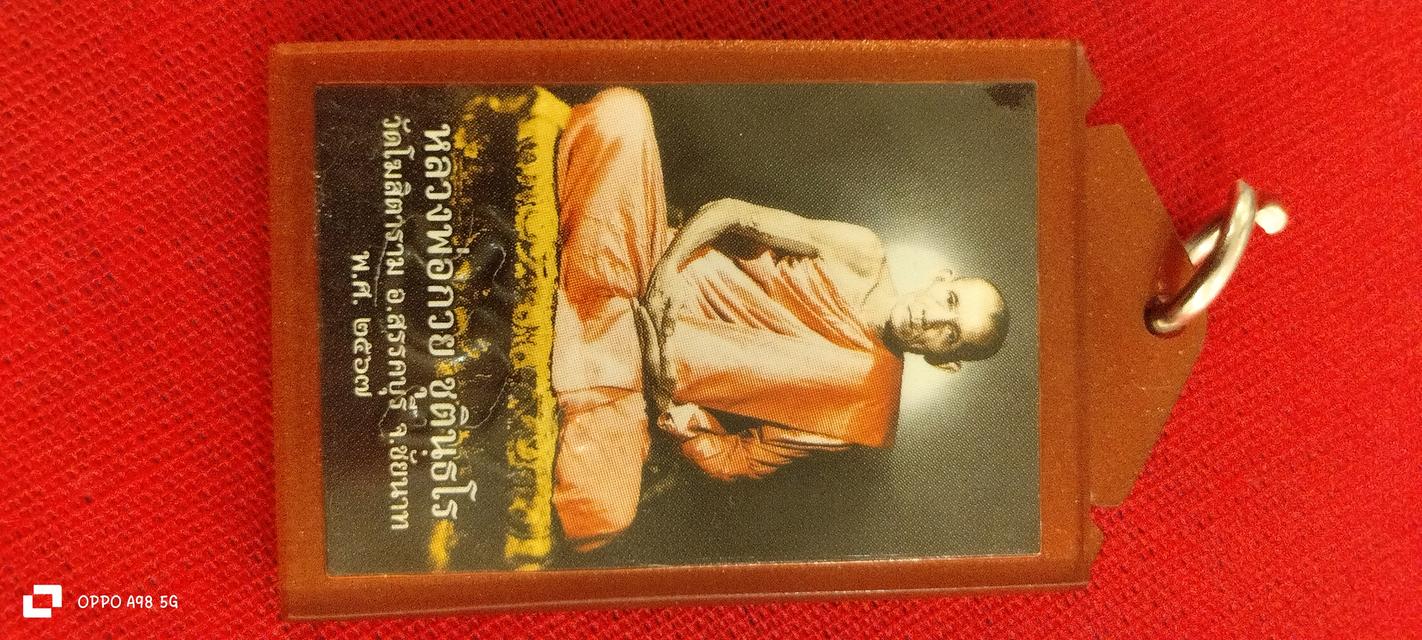 หลวงพ่อกวย ชุตินฺธโร
วัดโฆสิตาราม อ.สรรคบุรี จ.ชัยนาท
พ.ศ. ๒๕๖๗
OPPO A98 5G